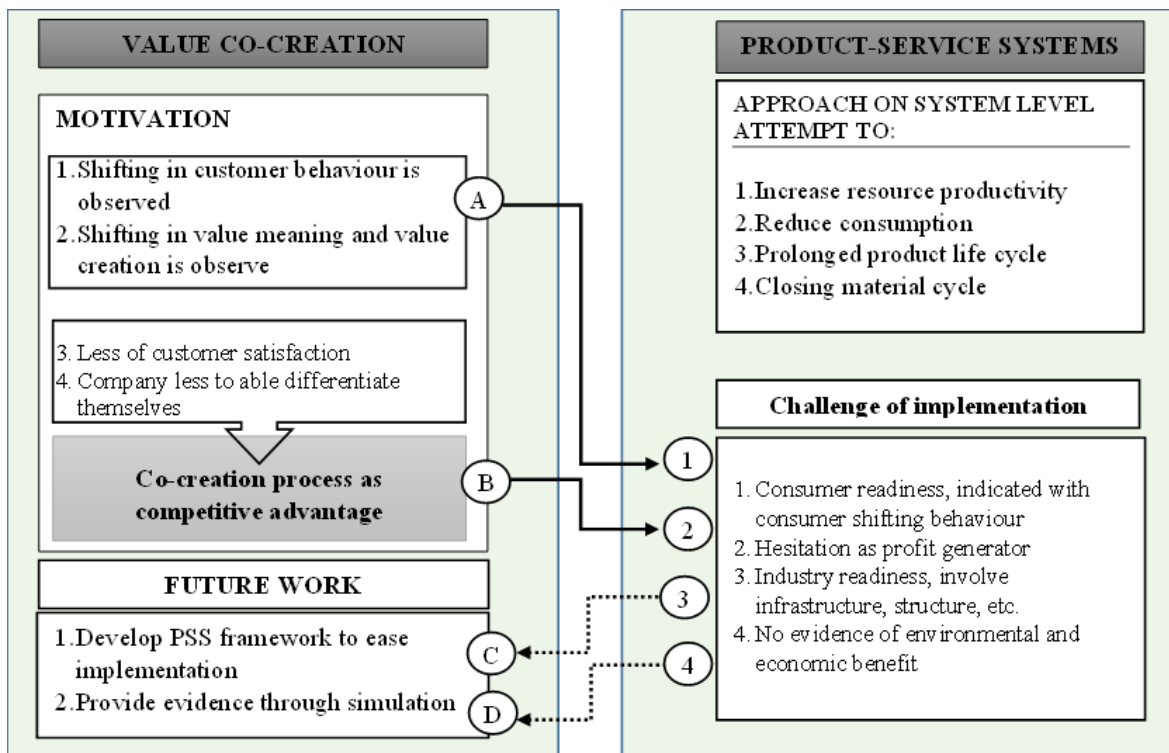 VALUE CO-CREATION
MOTIVATION
1.Shifting in customer behaviour is
observed
2.Shifting in value meaning and value
creation is observe
A
3. Less of customer satisfaction
4. Company less to able differentiate
themselves
Co-creation process as
competitive advantage
B
FUTURE WORK
1.Develop PSS framework to ease
implementation
2.Provide evidence through simulation
C
D
PRODUCT-SERVICE SYSTEMS
APPROACH ON SYSTEM LEVEL
ATTEMPT TO:
1.Increase resource productivity
2.Reduce consumption
3.Prolonged product life cycle
4.Closing material cycle
Challenge of implementation
1
2
3
4
1. Consumer readiness, indicated with
consumer shifting behaviour
2. Hesitation as profit generator
3. Industry readiness, involve
infrastructure, structure, etc.
4. No evidence of environmental and
economic benefit